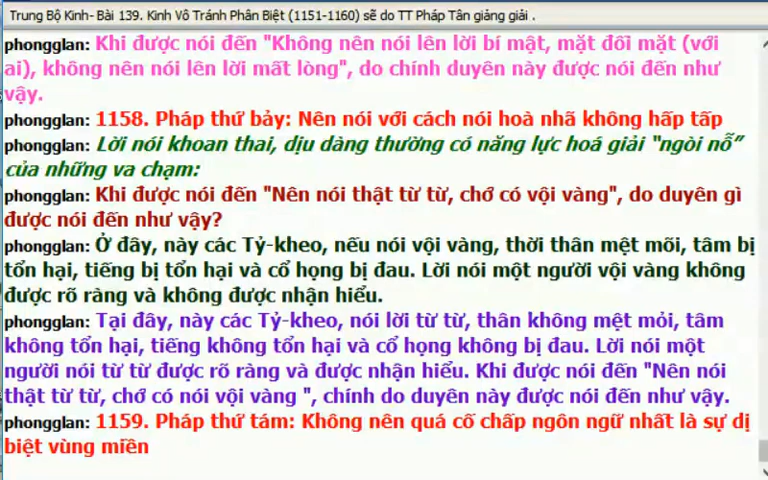 Trung Bộ Kinh- Bài 139. Kinh Vô Tránh Phân Biệt (1151-1160) sẽ do TT Pháp Tân giảng giải .
phongglan: Khi được nói đến "Không nên nói lên lời bí mật, mặt đối mặt (với
ai), không nên nói lên lời mất lòng", do chính duyên này được nói đến như
vậy.
phongglan: 1158. Pháp thứ bảy: Nên nói với cách nói hoà nhã không hấp tấp
phongglan: Lời nói khoan thai, dịu dàng thường có năng lực hoá giải “ngòi nỗ”
của những va chạm:
phongglan: Khi được nói đến "Nên nói thật từ từ, chớ có vội vàng", do duyên gì
được nói đến như vậy?
phongglan: Ở đây, này các Tỷ-kheo, nếu nói vội vàng, thời thân mệt mõi, tâm bị
tổn hại, tiếng bị tổn hại và cổ họng bị đau. Lời nói một người vội vàng không
được rõ ràng và không được nhận hiểu.
phongglan: Tại đây, này các Tỷ-kheo, nói lời từ từ, thân không mệt mỏi, tâm
không tổn hại, tiếng không tổn hại và cổ họng không bị đau. Lời nói một
người nói từ từ được rõ ràng và được nhận hiểu. Khi được nói đến "Nên nói
thật từ từ, chớ có nói vội vàng ", chính do duyên này được nói đến như vậy.
phongglan: 1159. Pháp thứ tám: Không nên quá cố chấp ngôn ngữ nhất là sự dị
biệt vùng miền